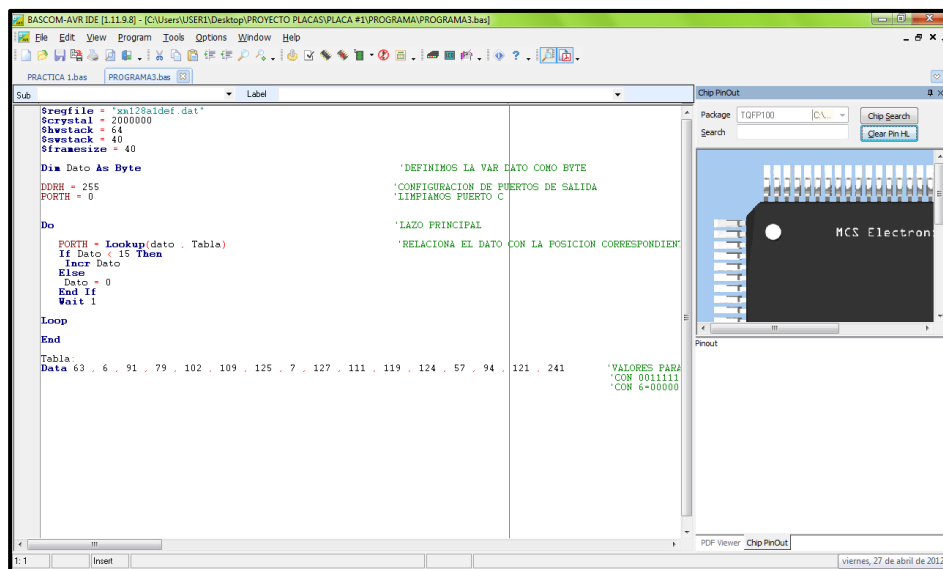 BASCOM-AVR IDE [1.11.9.8] - [C:\Users\USER1\Desktop\PROYECTO PLACAS\PLACA #1\PROGRAMA\PROGRAMA3.bas]
File Edit View Program Tools Options Window Help
PRACTICA 1.bas PROGRAMA3.bas
Sub Label
$regfile = "xm128a1def.dat"
$crystal = 2000000
$hwstack = 64
$swstack = 40
$framesize = 40
Dim Dato As Byte 'DEFINIMOS LA VAR DATO COMO BYTE
DDRH = 255 'CONFIGURACION DE PUERTOS DE SALIDA
PORTH = 0 'LIMPIAMOS PUERTO C
Do 'LAZO PRINCIPAL
PORTH = Lookup(dato , Tabla) 'RELACIONA EL DATO CON LA POSICION CORRESPONDIEN
If Dato < 15 Then
Incr Dato
Else
Dato = 0
End If
Wait 1
Loop
End
Tabla:
Data 63 , 6 , 91 , 79 , 102 , 109 , 125 , 7 , 127 , 111 , 119 , 124 , 57 , 94 , 121 , 241 'VALORES PARA
'CON 0011111
'CON 6=00000
Chip PinOut
Package TQFP100 C:\... Chip Search
Search Clear Pin HL
MCS Electron
Pinout
PDF Viewer Chip PinOut
1: 1 Insert viernes, 27 de abril de 2012